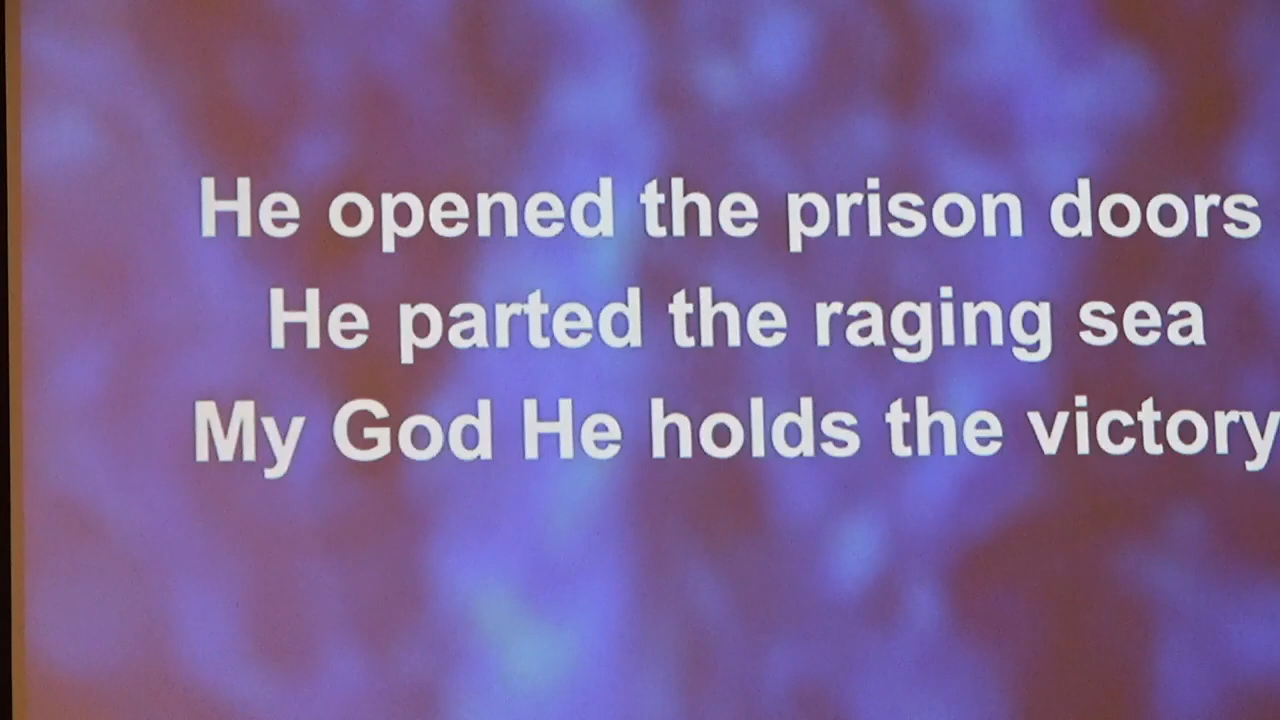 He opened the prison doors
He parted the raging sea
My God He holds the victory